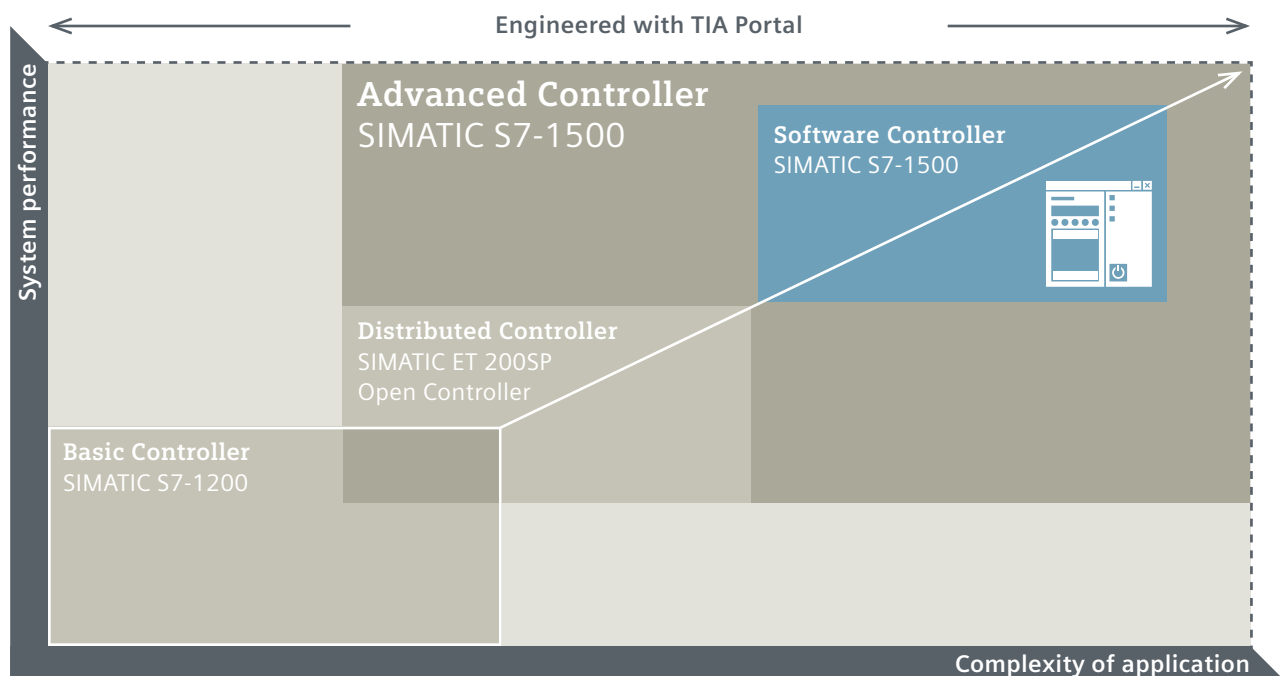 Engineered with TIA Portal
System performance
Advanced Controller
SIMATIC S7-1500
Software Controller
SIMATIC S7-1500
Distributed Controller
SIMATIC ET 200SP
Open Controller
Basic Controller
SIMATIC S7-1200
Complexity of application